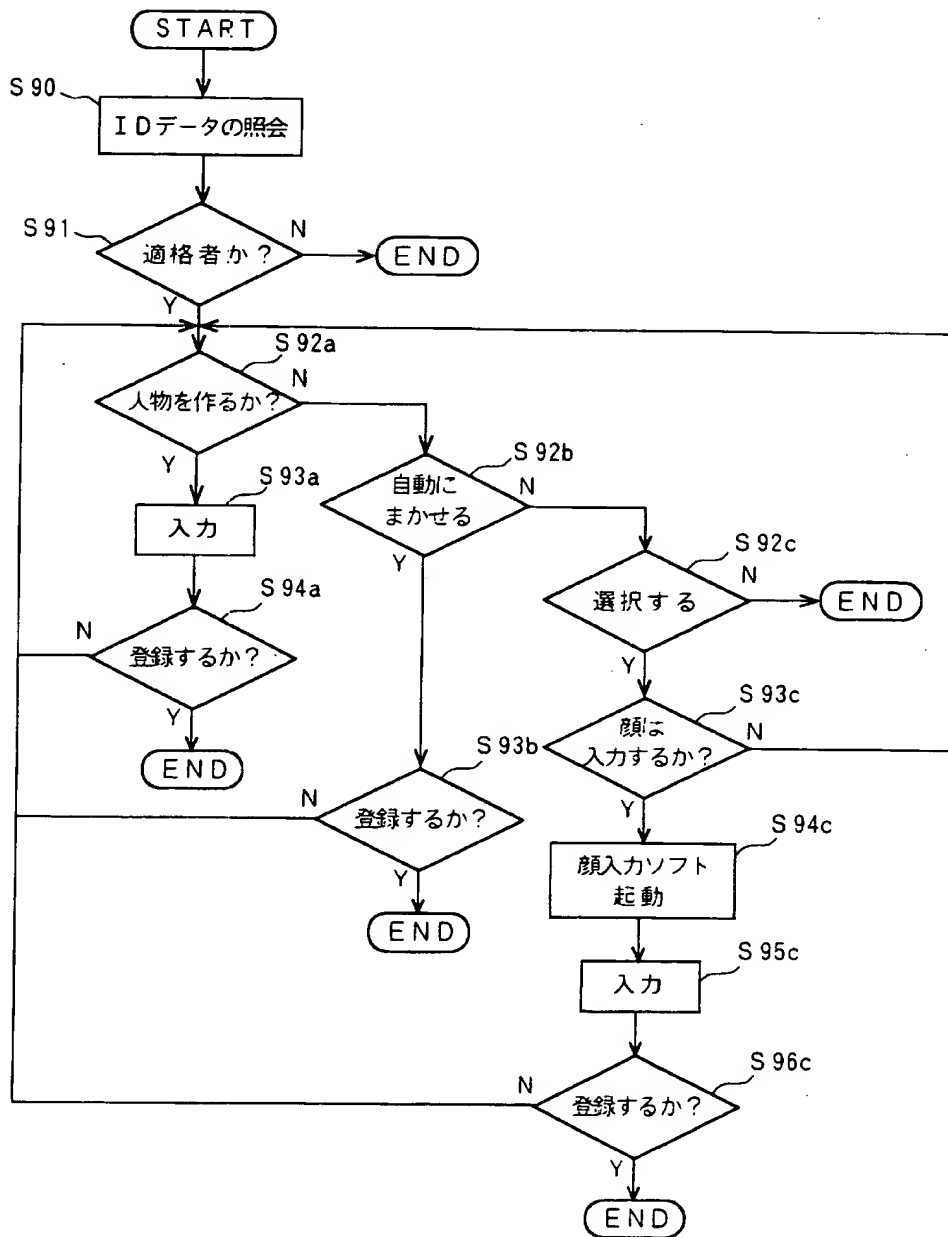 START
S90
IDデータの照会
S91
適格者か?
N
END
Y
S92a
人物を作るか?
N
Y
S92b
自動に
まかせる
N
Y
S93a
入力
S92c
選択する
N
END
Y
S94a
登録するか?
N
Y
END
S93c
顔は
入力するか?
N
Y
S93b
登録するか?
N
Y
END
S94c
顔入力ソフト
起動
S95c
入力
S96c
登録するか?
N
Y
END